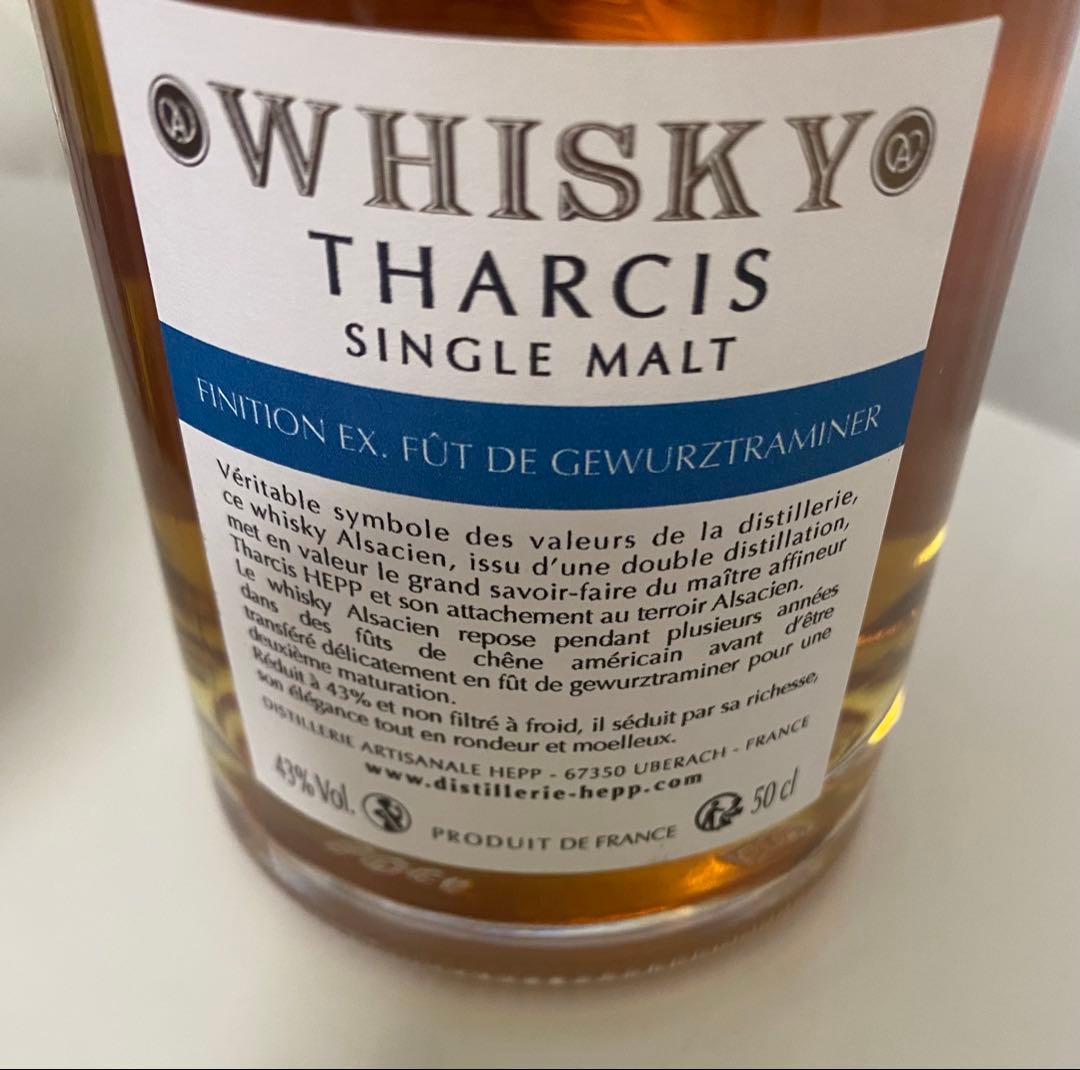 WHISKY
THARCIS
SINGLE MALT
FINITION EX. FÛT DE GEWURZTRAMINER
Véritable symbole des valeurs de la distillerie,
ce whisky Alsacien, issu d'une double distillation,
met en valeur le grand savoir-faire du maître affineur
Tharcis HEPP et son attachement au terroir Alsacien.
Le whisky Alsacien repose pendant plusieurs années
dans des fûts de chêne américain avant d'être
transféré délicatement en fût de gewurztraminer pour une
deuxième maturation.
Réduit à 43% et non filtré à froid, il séduit par sa richesse,
son élégance tout en rondeur et moelleux.
DISTILLERIE ARTISANALE HEPP - 67350 UBERACH - FRANCE
www.distillerie-hepp.com
43% Vol. 50 cl
PRODUIT DE FRANCE